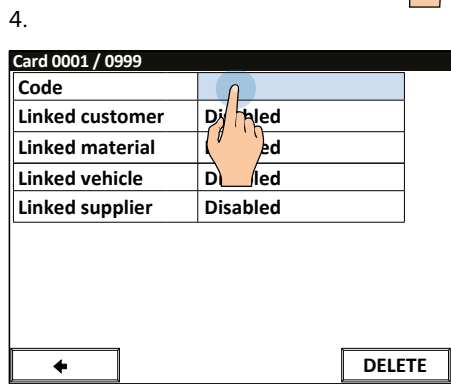 4.
Card 0001 / 0999
Code
Linked customer
Linked material
Linked vehicle
Linked supplier Disabled
DELETE